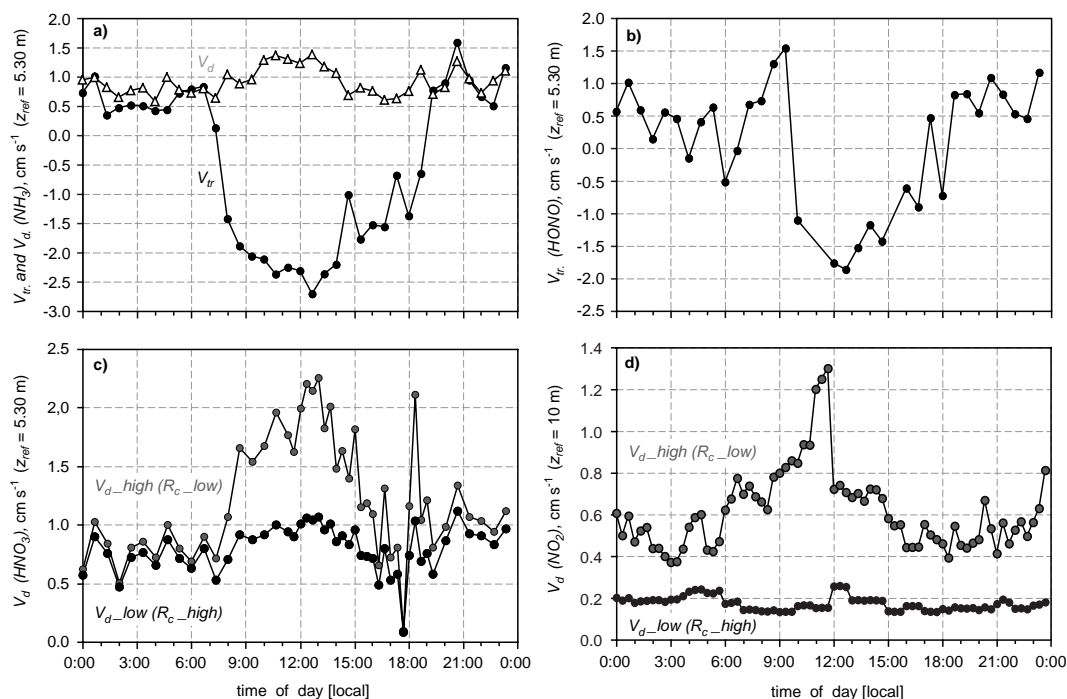 a)
V_d
V_tr
V_tr. and V_d. (NH_3), cm s^-1 (z_ref = 5.30 m)
2.0
1.5
1.0
0.5
0.0
-0.5
-1.0
-1.5
-2.0
-2.5
-3.0
b)
V_tr. (HONO), cm s^-1 (z_ref = 5.30 m)
2.0
1.5
1.0
0.5
0.0
-0.5
-1.0
-1.5
-2.0
-2.5
c)
V_d_high (R_c_low)
V_d_low (R_c_high)
V_d (HNO_3), cm s^-1 (z_ref = 5.30 m)
2.5
2.0
1.5
1.0
0.5
0.0
0:00 3:00 6:00 9:00 12:00 15:00 18:00 21:00 0:00
time of day [local]
d)
V_d_high (R_c_low)
V_d_low (R_c_high)
V_d (NO_2), cm s^-1 (z_ref = 10 m)
1.4
1.2
1.0
0.8
0.6
0.4
0.2
0.0
0:00 3:00 6:00 9:00 12:00 15:00 18:00 21:00 0:00
time of day [local]